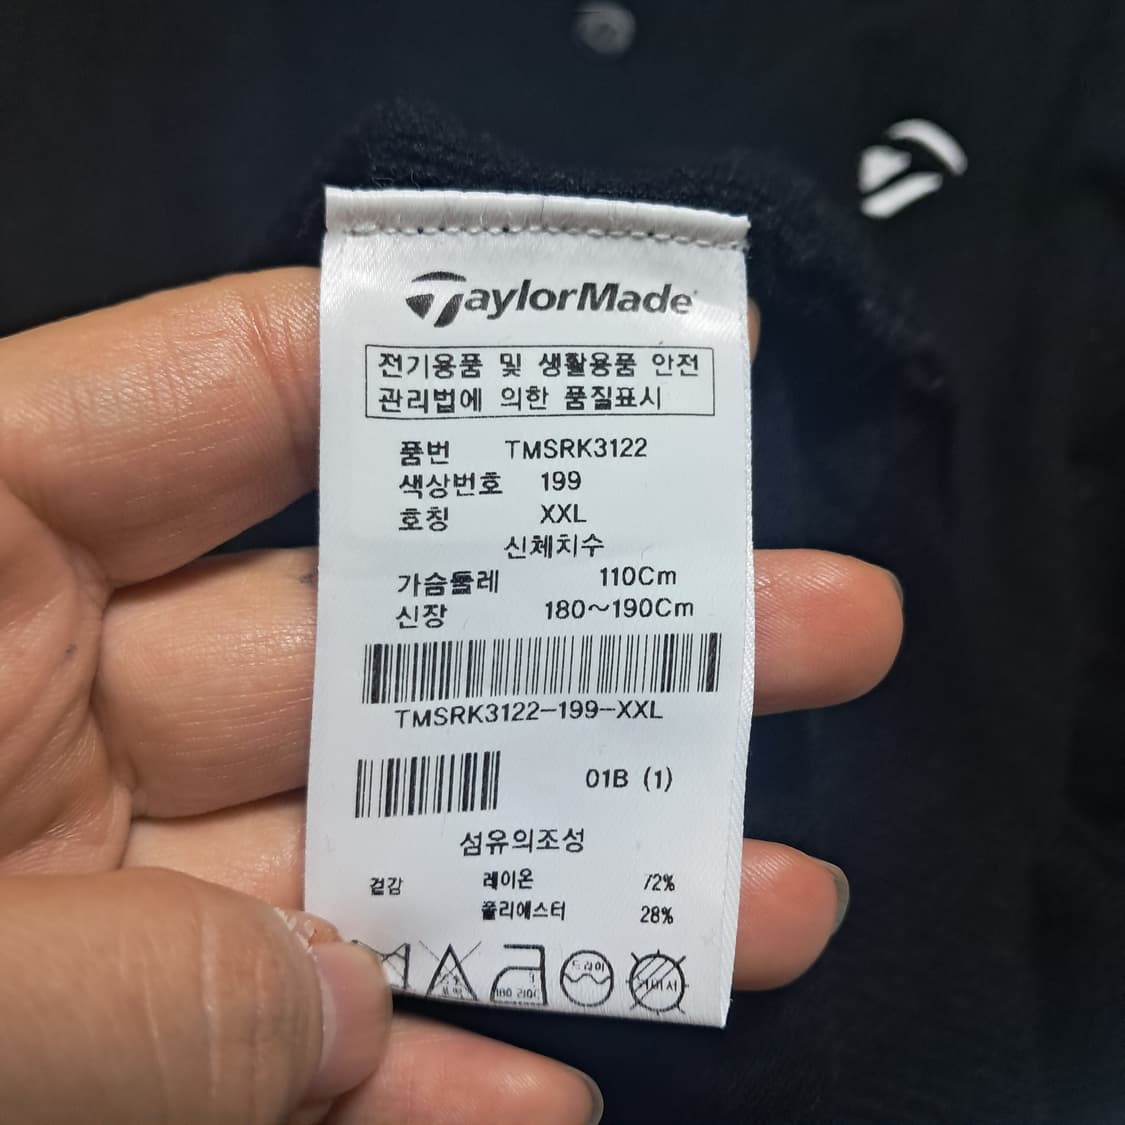 TaylorMade
전기용품 및 생활용품 안전
관리법에 의한 품질표시
품번 TMSRK3122
색상번호 199
호칭 XXL
신체치수
가슴둘레 110Cm
신장 180~190Cm
TMSRK3122-199-XXL
01B (1)
섬유의조성
겉감 레이온 72%
폴리에스터 28%
드라이